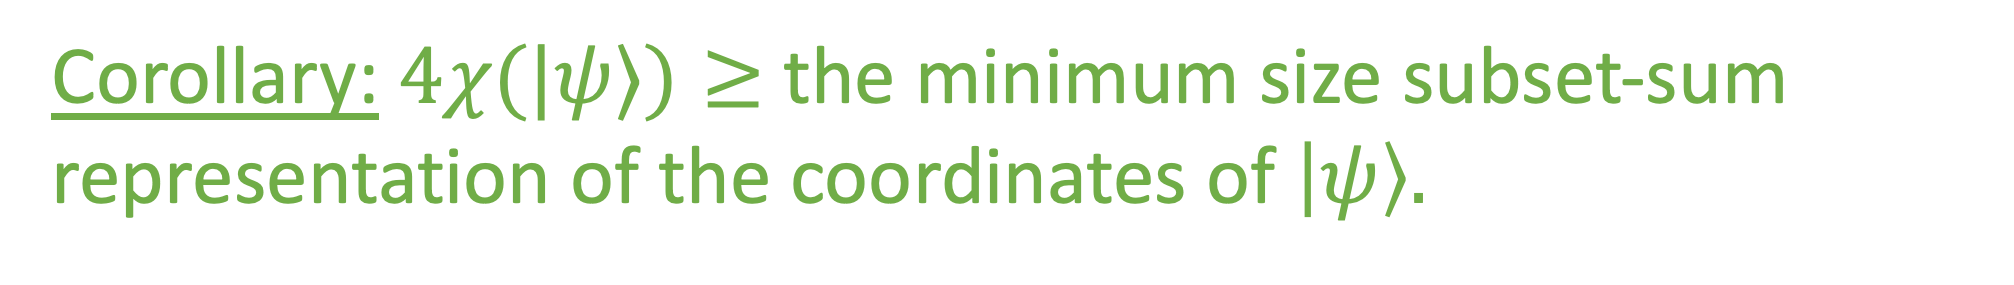 Corollary: 4χ(|ψ⟩) ≥ the minimum size subset-sum
representation of the coordinates of |ψ⟩.